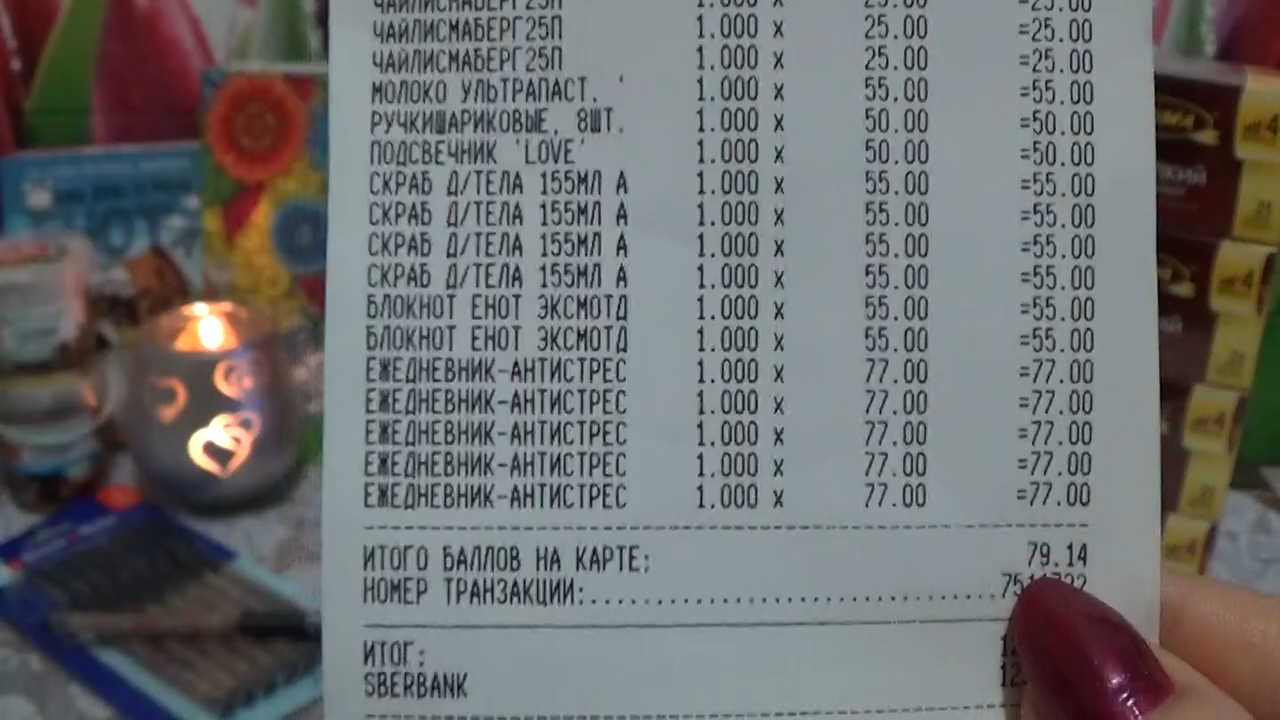 ЧАЙЛИСМАБЕРГ25П 1.000 x 25.00 =25.00
ЧАЙЛИСМАБЕРГ25П 1.000 x 25.00 =25.00
ЧАЙЛИСМАБЕРГ25П 1.000 x 25.00 =25.00
МОЛОКО УЛЬТРАПАСТ. ' 1.000 x 55.00 =55.00
РУЧКИШАРИКОВЫЕ, 8ШТ. 1.000 x 50.00 =50.00
ПОДСВЕЧНИК 'LOVE' 1.000 x 50.00 =50.00
СКРАБ Д/ТЕЛА 155МЛ А 1.000 x 55.00 =55.00
СКРАБ Д/ТЕЛА 155МЛ А 1.000 x 55.00 =55.00
СКРАБ Д/ТЕЛА 155МЛ А 1.000 x 55.00 =55.00
СКРАБ Д/ТЕЛА 155МЛ А 1.000 x 55.00 =55.00
БЛОКНОТ ЕНОТ ЭКСМОТД 1.000 x 55.00 =55.00
БЛОКНОТ ЕНОТ ЭКСМОТД 1.000 x 55.00 =55.00
ЕЖЕДНЕВНИК-АНТИСТРЕС 1.000 x 77.00 =77.00
ЕЖЕДНЕВНИК-АНТИСТРЕС 1.000 x 77.00 =77.00
ЕЖЕДНЕВНИК-АНТИСТРЕС 1.000 x 77.00 =77.00
ЕЖЕДНЕВНИК-АНТИСТРЕС 1.000 x 77.00 =77.00
ЕЖЕДНЕВНИК-АНТИСТРЕС 1.000 x 77.00 =77.00
ИТОГО БАЛЛОВ НА КАРТЕ: 79.14
НОМЕР ТРАНЗАКЦИИ:
ИТОГ:
SBERBANK